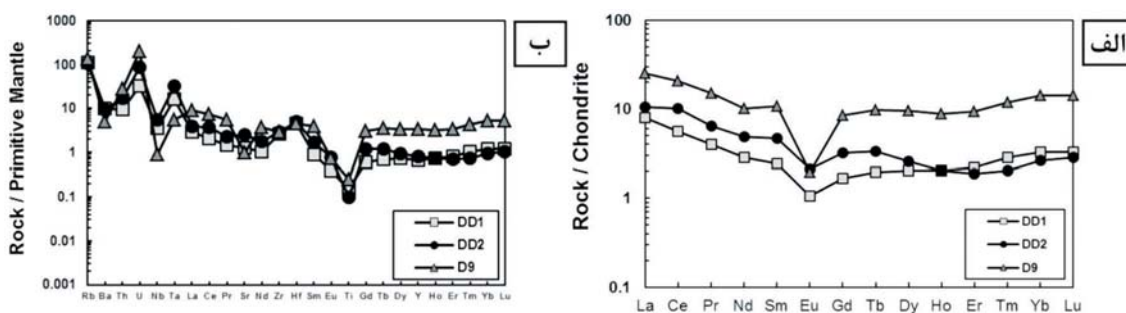 ب
Rock / Primitive Mantle
1000
100
10
1
0.1
0.01
0.001
DD1
DD2
D9
Rb Ba Th U Nb Ta La Ce Pr Sr Nd Zr Hf Sm Eu Ti Gd Tb Dy Y Ho Er Tm Yb Lu
الف
Rock / Chondrite
100
10
1
0.1
DD1
DD2
D9
La Ce Pr Nd Sm Eu Gd Tb Dy Ho Er Tm Yb Lu